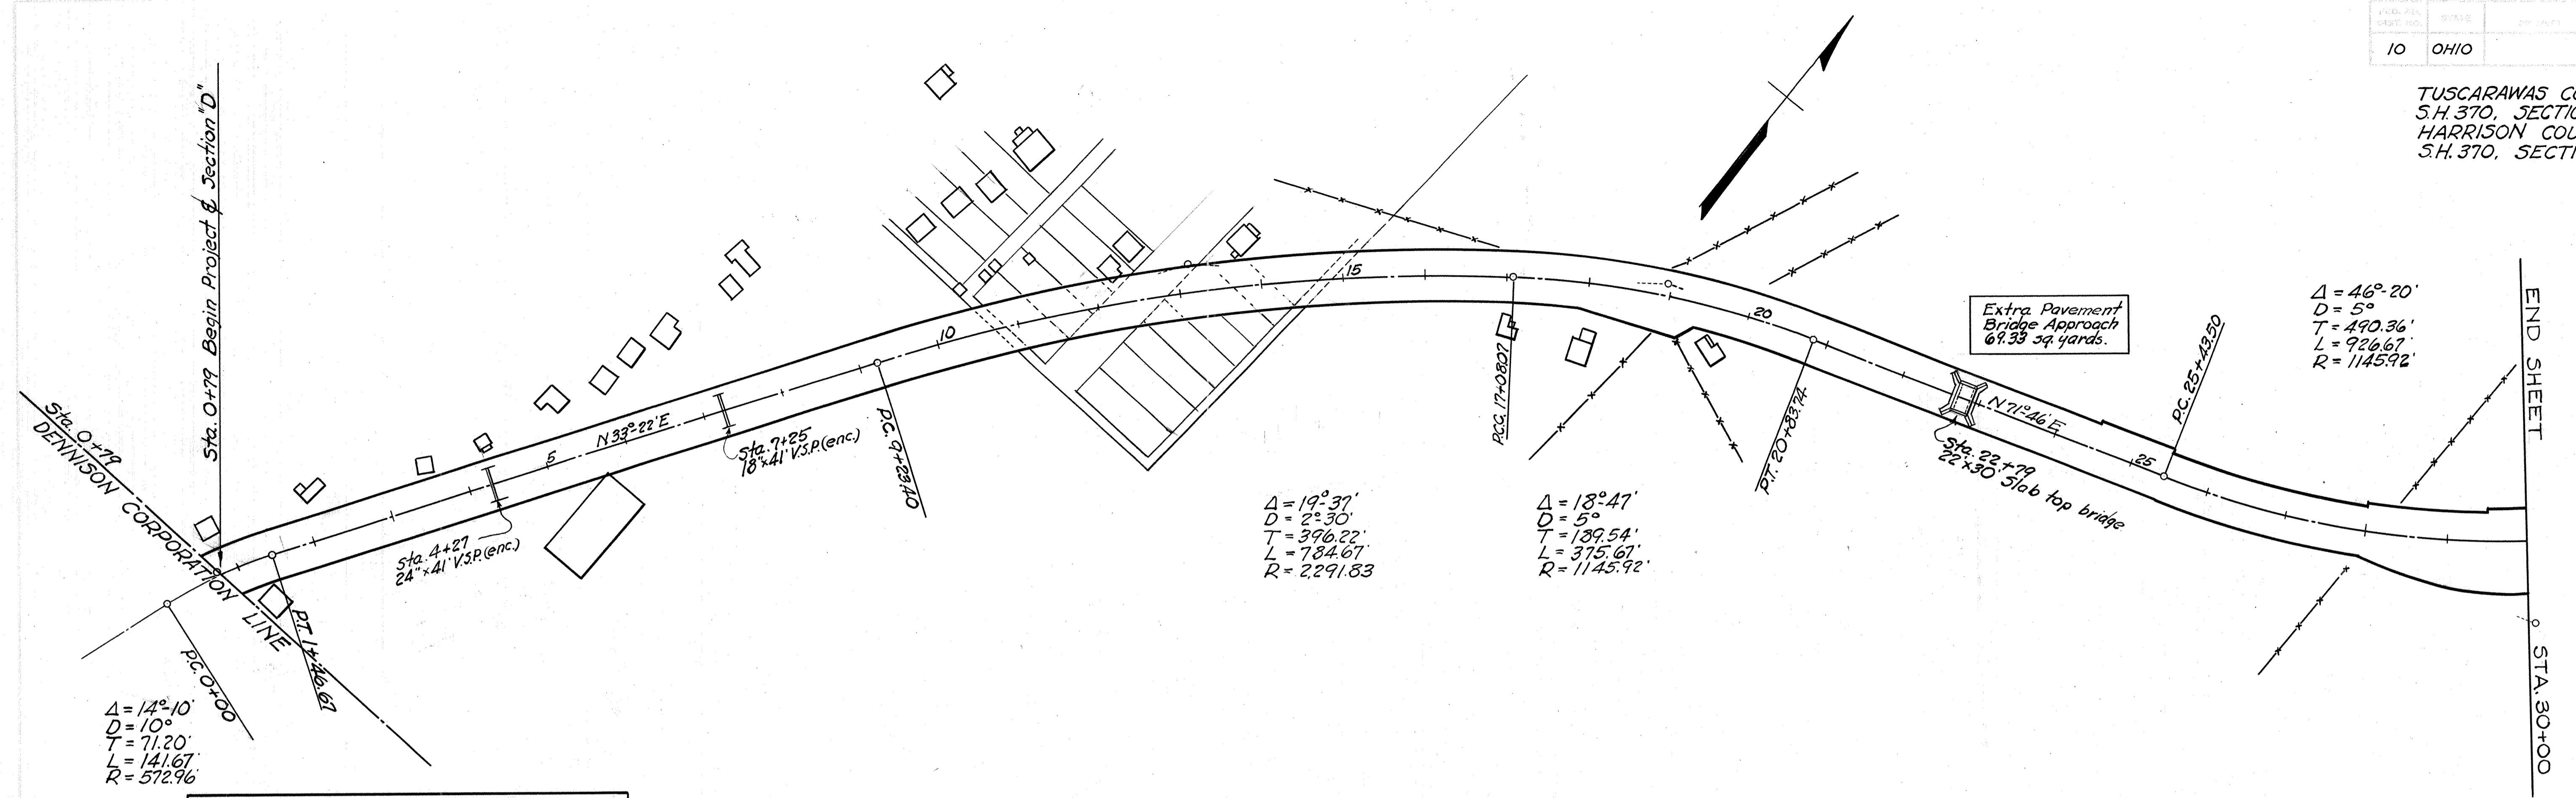 10 OHIO
TUSCARAWAS CO
S.H. 370, SECTIO
HARRISON COU
S.H. 370, SECTI
Sta. 0+79 Begin Project & Section "D"
Sta. 0+79
DENNISON CORPORATION LINE
P.C. 0+00
P.T. 1+46.67
Δ = 14°-10'
D = 10°
T = 71.20'
L = 141.67'
R = 572.96'
Sta. 4+27
24"x41' V.S.P. (enc.)
5
N 33°-22' E
Sta. 7+25
18"x41' V.S.P. (enc.)
P.C. 9+23.40
10
15
Δ = 19°-37'
D = 2°-30'
T = 396.22'
L = 784.67'
R = 2,291.83
P.C.C. 17+08.07
Δ = 18°-47'
D = 5°
T = 189.54'
L = 375.67'
R = 1145.92'
20
P.T. 20+83.74
Extra Pavement
Bridge Approach
69.33 sq. yards.
Sta. 22+79
22'x30' Slab top bridge
N 71°-46' E
25
P.C. 25+43.50
Δ = 46°-20'
D = 5°
T = 490.36'
L = 926.67'
R = 1145.92'
END SHEET
STA. 30+00